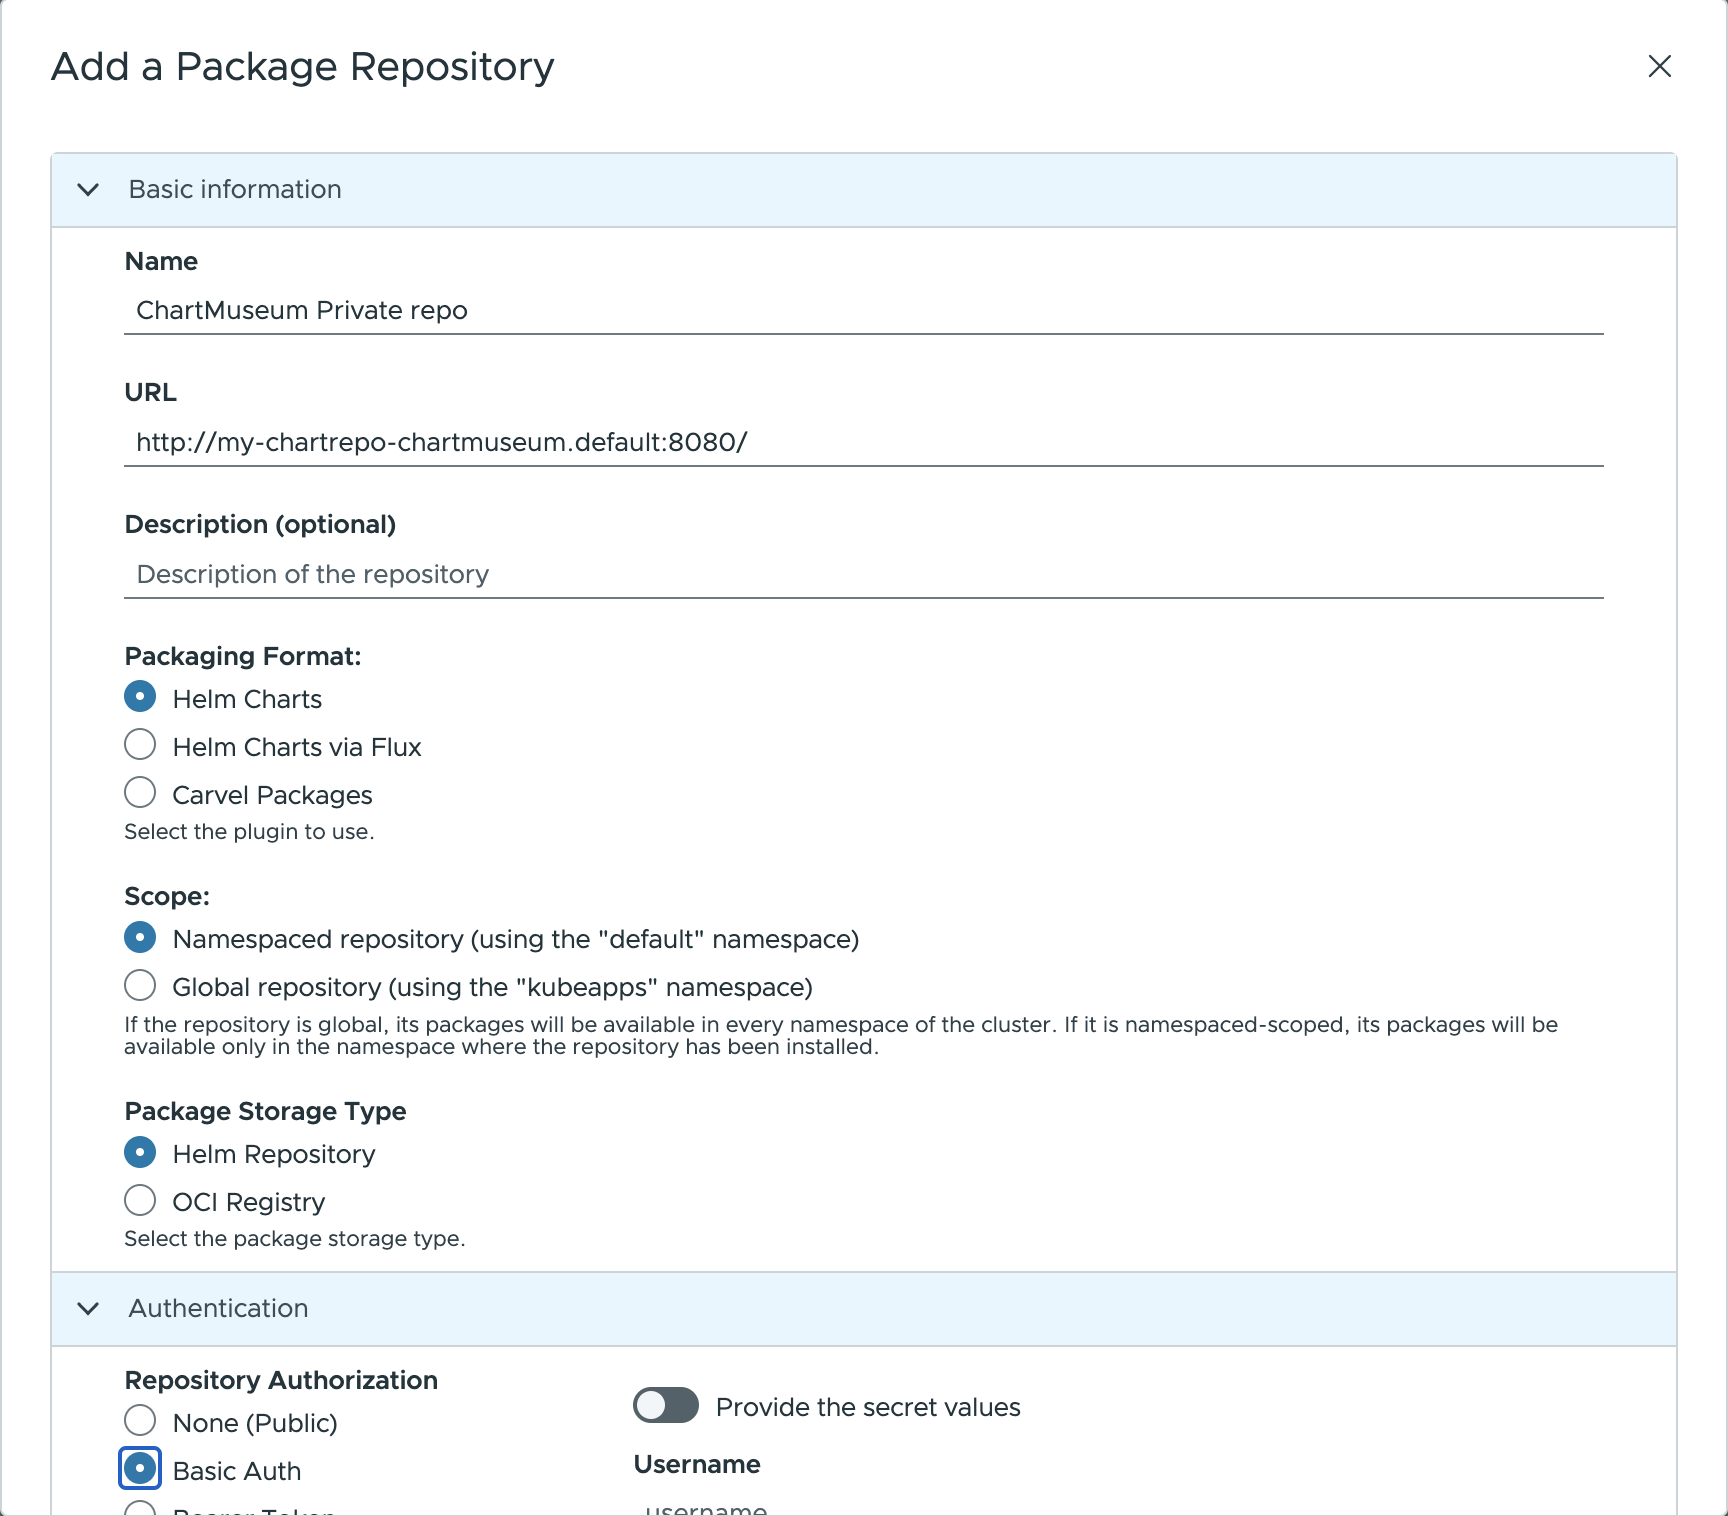 Add a Package Repository
Basic information
Name
ChartMuseum Private repo
URL
http://my-chartrepo-chartmuseum.default:8080/
Description (optional)
Description of the repository
Packaging Format:
Helm Charts
Helm Charts via Flux
Carvel Packages
Select the plugin to use.
Scope:
Namespaced repository (using the "default" namespace)
Global repository (using the "kubeapps" namespace)
If the repository is global, its packages will be available in every namespace of the cluster. If it is namespaced-scoped, its packages will be
available only in the namespace where the repository has been installed.
Package Storage Type
Helm Repository
OCI Registry
Select the package storage type.
Authentication
Repository Authorization
None (Public)
Basic Auth
Bearer Token
Provide the secret values
Username
username